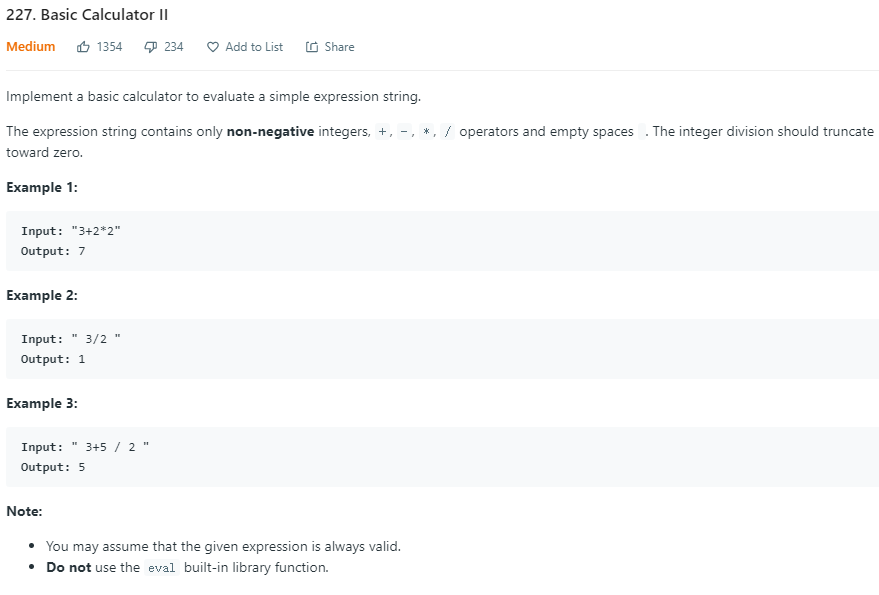 227. Basic Calculator II
Medium 1354 234 Add to List Share
Implement a basic calculator to evaluate a simple expression string.
The expression string contains only non-negative integers, +, -, *, / operators and empty spaces . The integer division should truncate
toward zero.
Example 1:
Input: "3+2*2"
Output: 7
Example 2:
Input: " 3/2 "
Output: 1
Example 3:
Input: " 3+5 / 2 "
Output: 5
Note:
• You may assume that the given expression is always valid.
• Do not use the eval built-in library function.